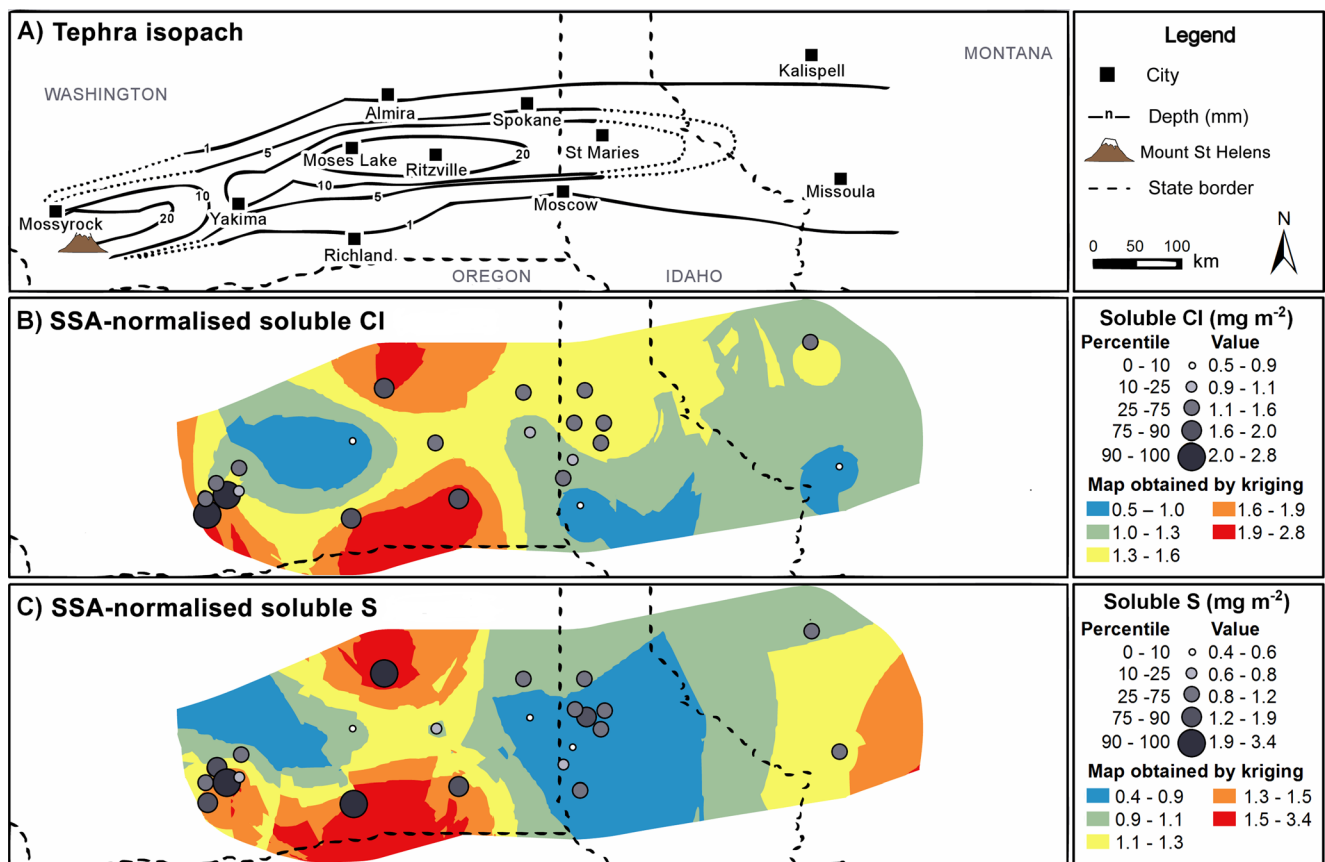 A) Tephra isopach
MONTANA
Kalispell
WASHINGTON
Almira
Spokane
1
5
Moses Lake
20
St Maries
Ritzville
10
10
5
Missoula
Mossyrock
20
Yakima
1
Moscow
Richland
OREGON
IDAHO
Legend
City
n
Depth (mm)
Mount St Helens
State border
N
0 50 100
km
B) SSA-normalised soluble Cl
Soluble Cl (mg m-2)
Percentile Value
0 - 10 0.5 - 0.9
10 -25 0.9 - 1.1
25 -75 1.1 - 1.6
75 - 90 1.6 - 2.0
90 - 100 2.0 - 2.8
Map obtained by kriging
0.5 – 1.0 1.6 - 1.9
1.0 - 1.3 1.9 - 2.8
1.3 - 1.6
C) SSA-normalised soluble S
Soluble S (mg m-2)
Percentile Value
0 - 10 0.4 - 0.6
10 -25 0.6 - 0.8
25 -75 0.8 - 1.2
75 - 90 1.2 - 1.9
90 - 100 1.9 - 3.4
Map obtained by kriging
0.4 - 0.9 1.3 - 1.5
0.9 - 1.1 1.5 - 3.4
1.1 - 1.3